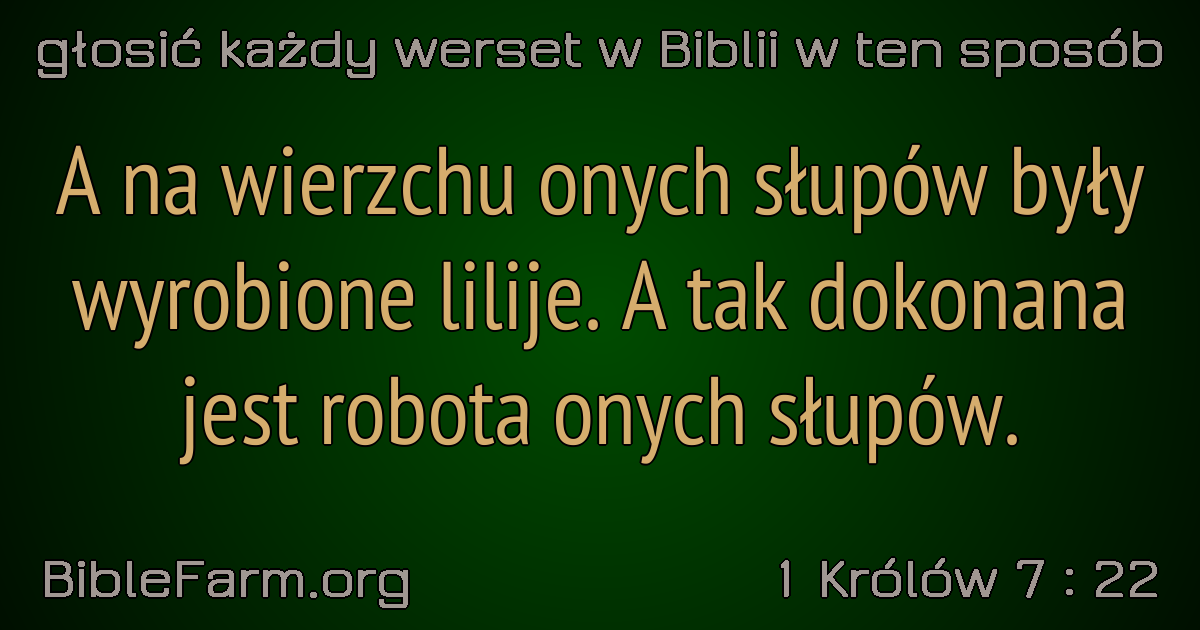 głosić każdy werset w Biblii w ten sposób
A na wierzchu onych słupów były
wyrobione lilije. A tak dokonana
jest robota onych słupów.
BibleFarm.org
1 Królów 7 : 22